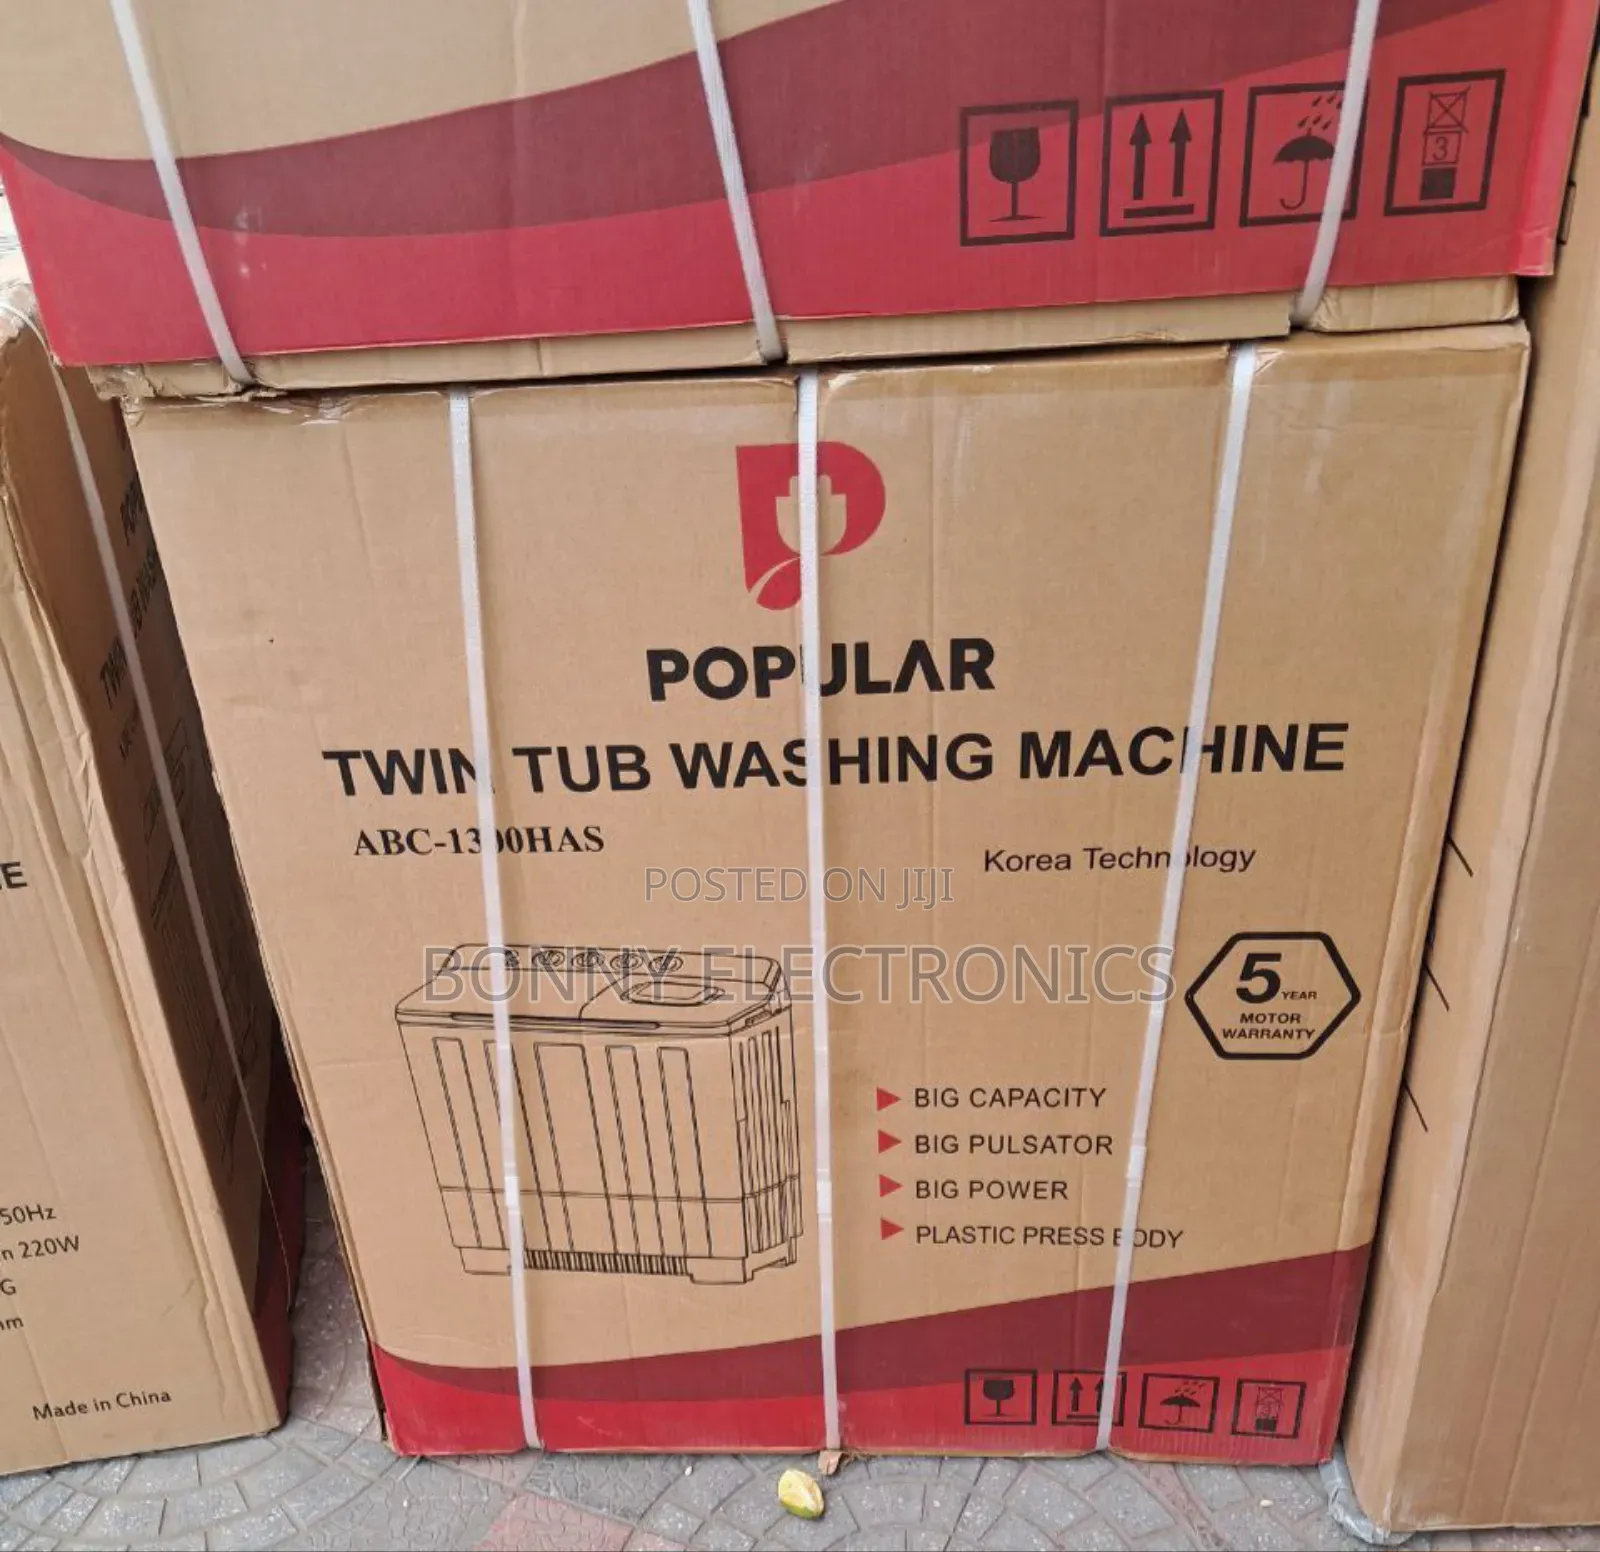 3
POPULAR
TWIN TUB WASHING MACHINE
ABC-1300HAS
Korea Technology
POSTED ON JIJI
BONNY ELECTRONICS
5 YEAR
MOTOR
WARRANTY
BIG CAPACITY
BIG PULSATOR
BIG POWER
PLASTIC PRESS BODY
E
50Hz
n 220W
G
Made in China